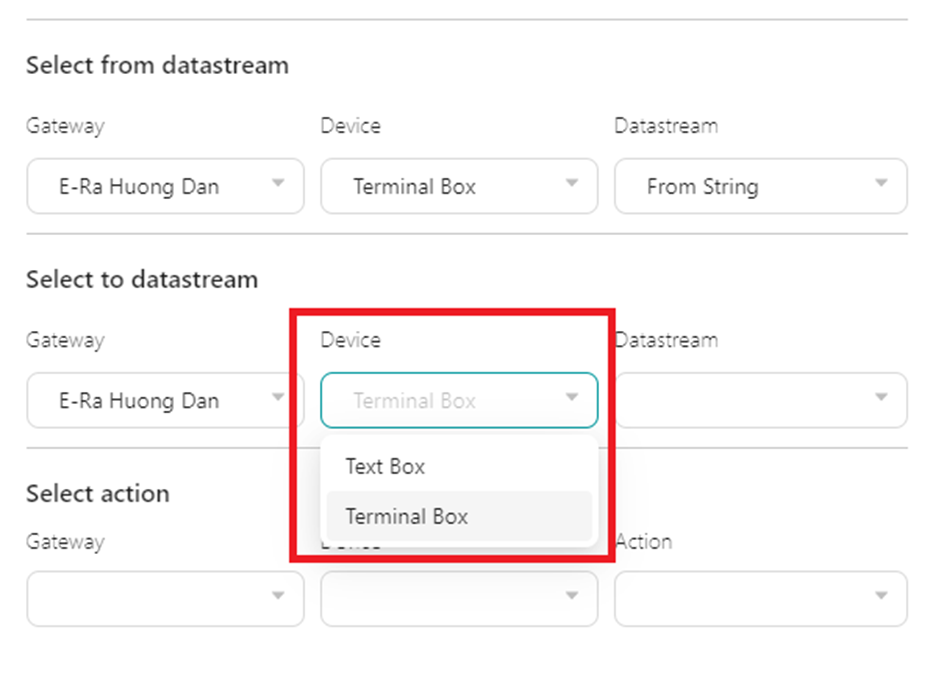 Select from datastream
Gateway Device Datastream
E-Ra Huong Dan Terminal Box From String
Select to datastream
Gateway Device Datastream
E-Ra Huong Dan Terminal Box
Text Box
Terminal Box
Select action
Gateway Device Action